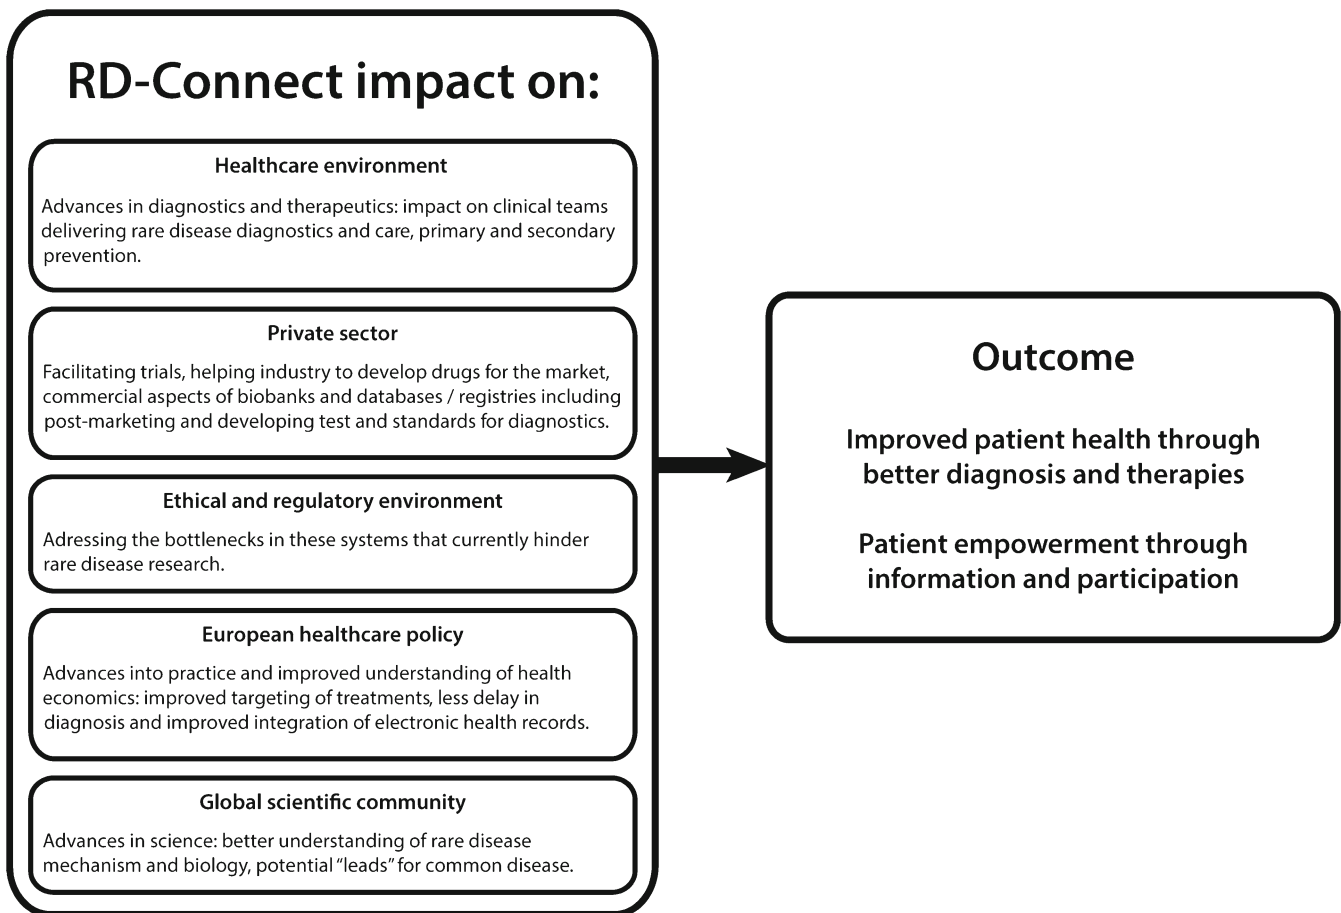 RD-Connect impact on:
Healthcare environment
Advances in diagnostics and therapeutics: impact on clinical teams
delivering rare disease diagnostics and care, primary and secondary
prevention.
Private sector
Facilitating trials, helping industry to develop drugs for the market,
commercial aspects of biobanks and databases / registries including
post-marketing and developing test and standards for diagnostics.
Ethical and regulatory environment
Adressing the bottlenecks in these systems that currently hinder
rare disease research.
European healthcare policy
Advances into practice and improved understanding of health
economics: improved targeting of treatments, less delay in
diagnosis and improved integration of electronic health records.
Global scientific community
Advances in science: better understanding of rare disease
mechanism and biology, potential “leads” for common disease.
Outcome
Improved patient health through
better diagnosis and therapies
Patient empowerment through
information and participation